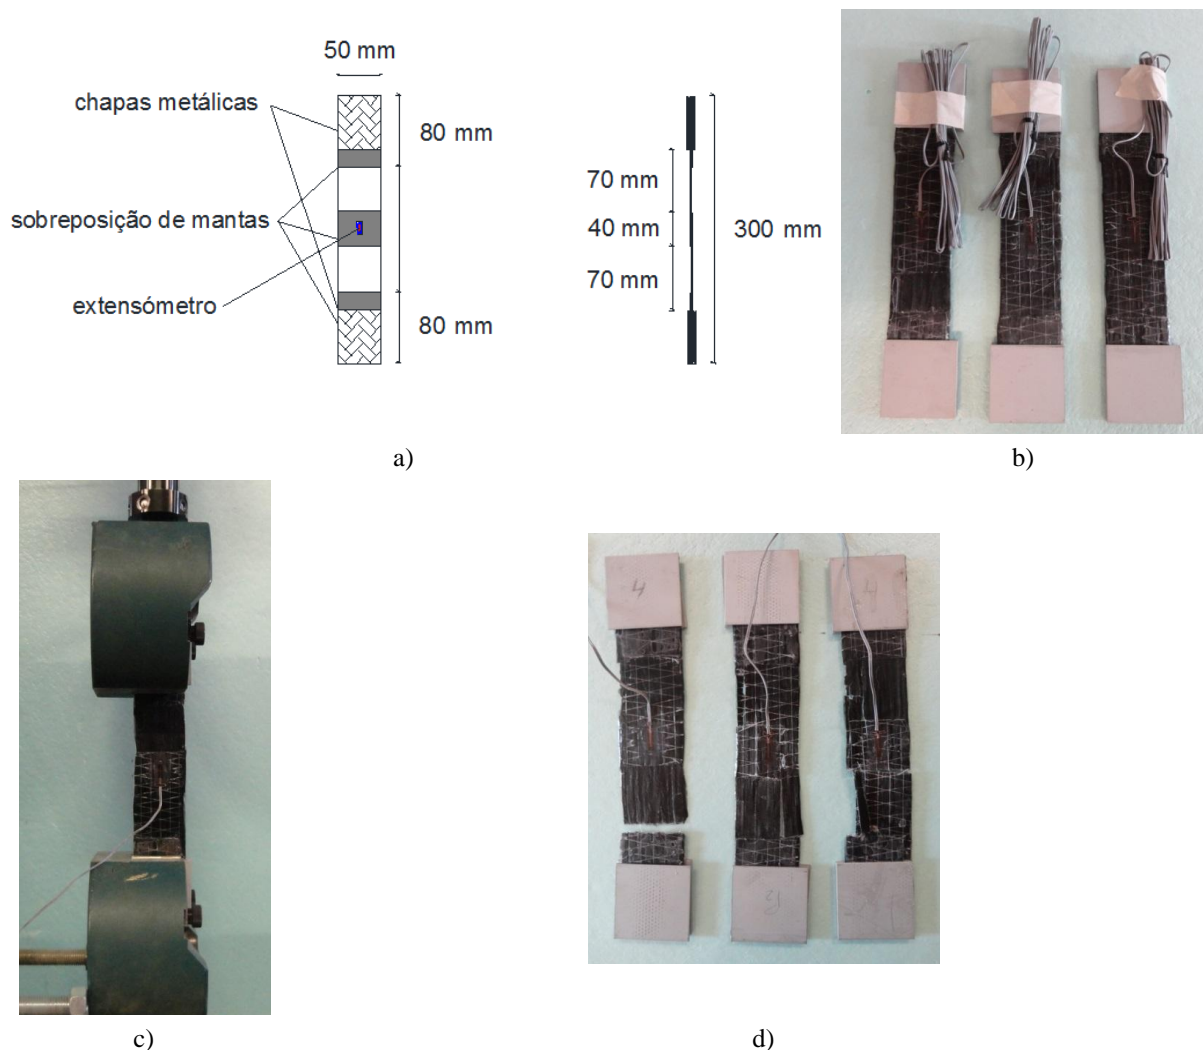 50 mm
chapas metálicas
80 mm
70 mm
sobreposição de mantas
40 mm
300 mm
70 mm
extensómetro
80 mm
a)
b)
4
c)
d)